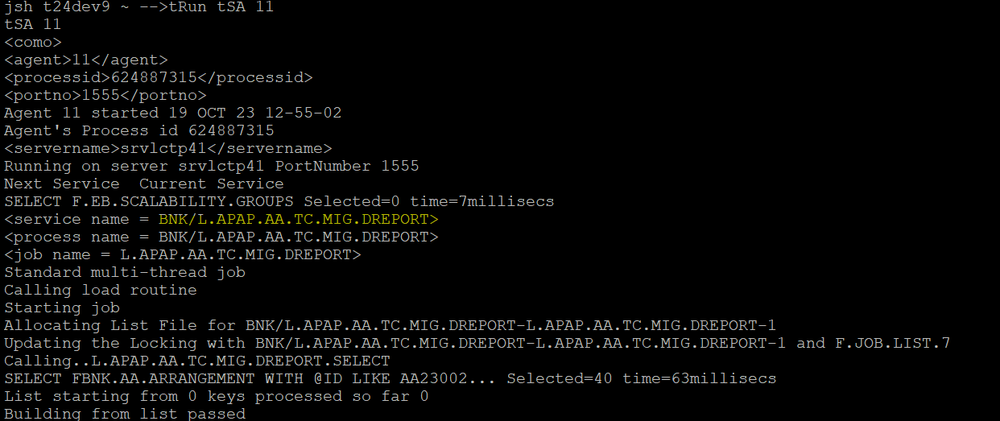 jsh t24dev9 ~ -->tRun tSA 11
tSA 11
<como>
<agent>11</agent>
<processid>624887315</processid>
<portno>1555</portno>
Agent 11 started 19 OCT 23 12-55-02
Agent's Process id 624887315
<servername>srvlctp41</servername>
Running on server srvlctp41 PortNumber 1555
Next Service  Current Service
SELECT F.EB.SCALABILITY.GROUPS Selected=0 time=7millisecs
<service name = BNK/L.APAP.AA.TC.MIG.DREPORT>
<process name = BNK/L.APAP.AA.TC.MIG.DREPORT>
<job name = L.APAP.AA.TC.MIG.DREPORT>
Standard multi-thread job
Calling load routine
Starting job
Allocating List File for BNK/L.APAP.AA.TC.MIG.DREPORT-L.APAP.AA.TC.MIG.DREPORT-1
Updating the Locking with BNK/L.APAP.AA.TC.MIG.DREPORT-L.APAP.AA.TC.MIG.DREPORT-1 and F.JOB.LIST.7
Calling..L.APAP.AA.TC.MIG.DREPORT.SELECT
SELECT FBNK.AA.ARRANGEMENT WITH @ID LIKE AA23002... Selected=40 time=63millisecs
List starting from 0 keys processed so far 0
Building from list passed